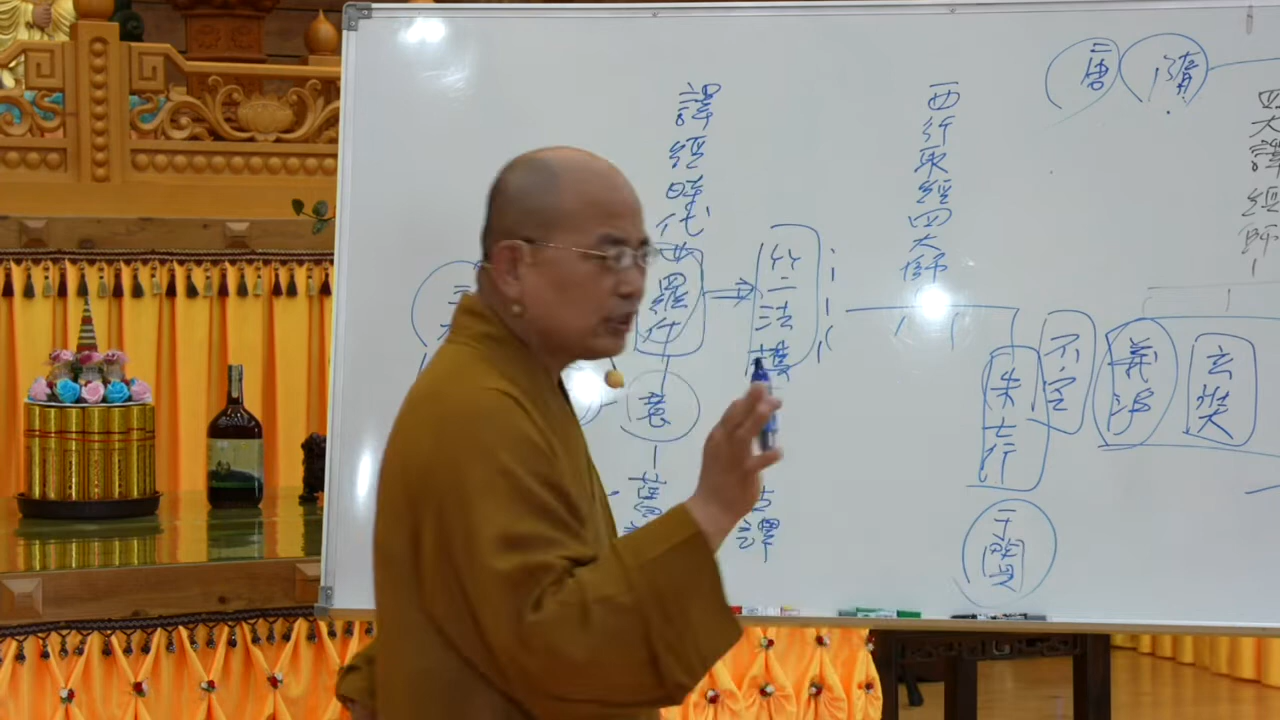 四大譯經師
隋
唐
玄奘
義淨
不空
西行取經四大師
朱士行
于闐
竺法護
古譯
譯經時代
羅什
舊